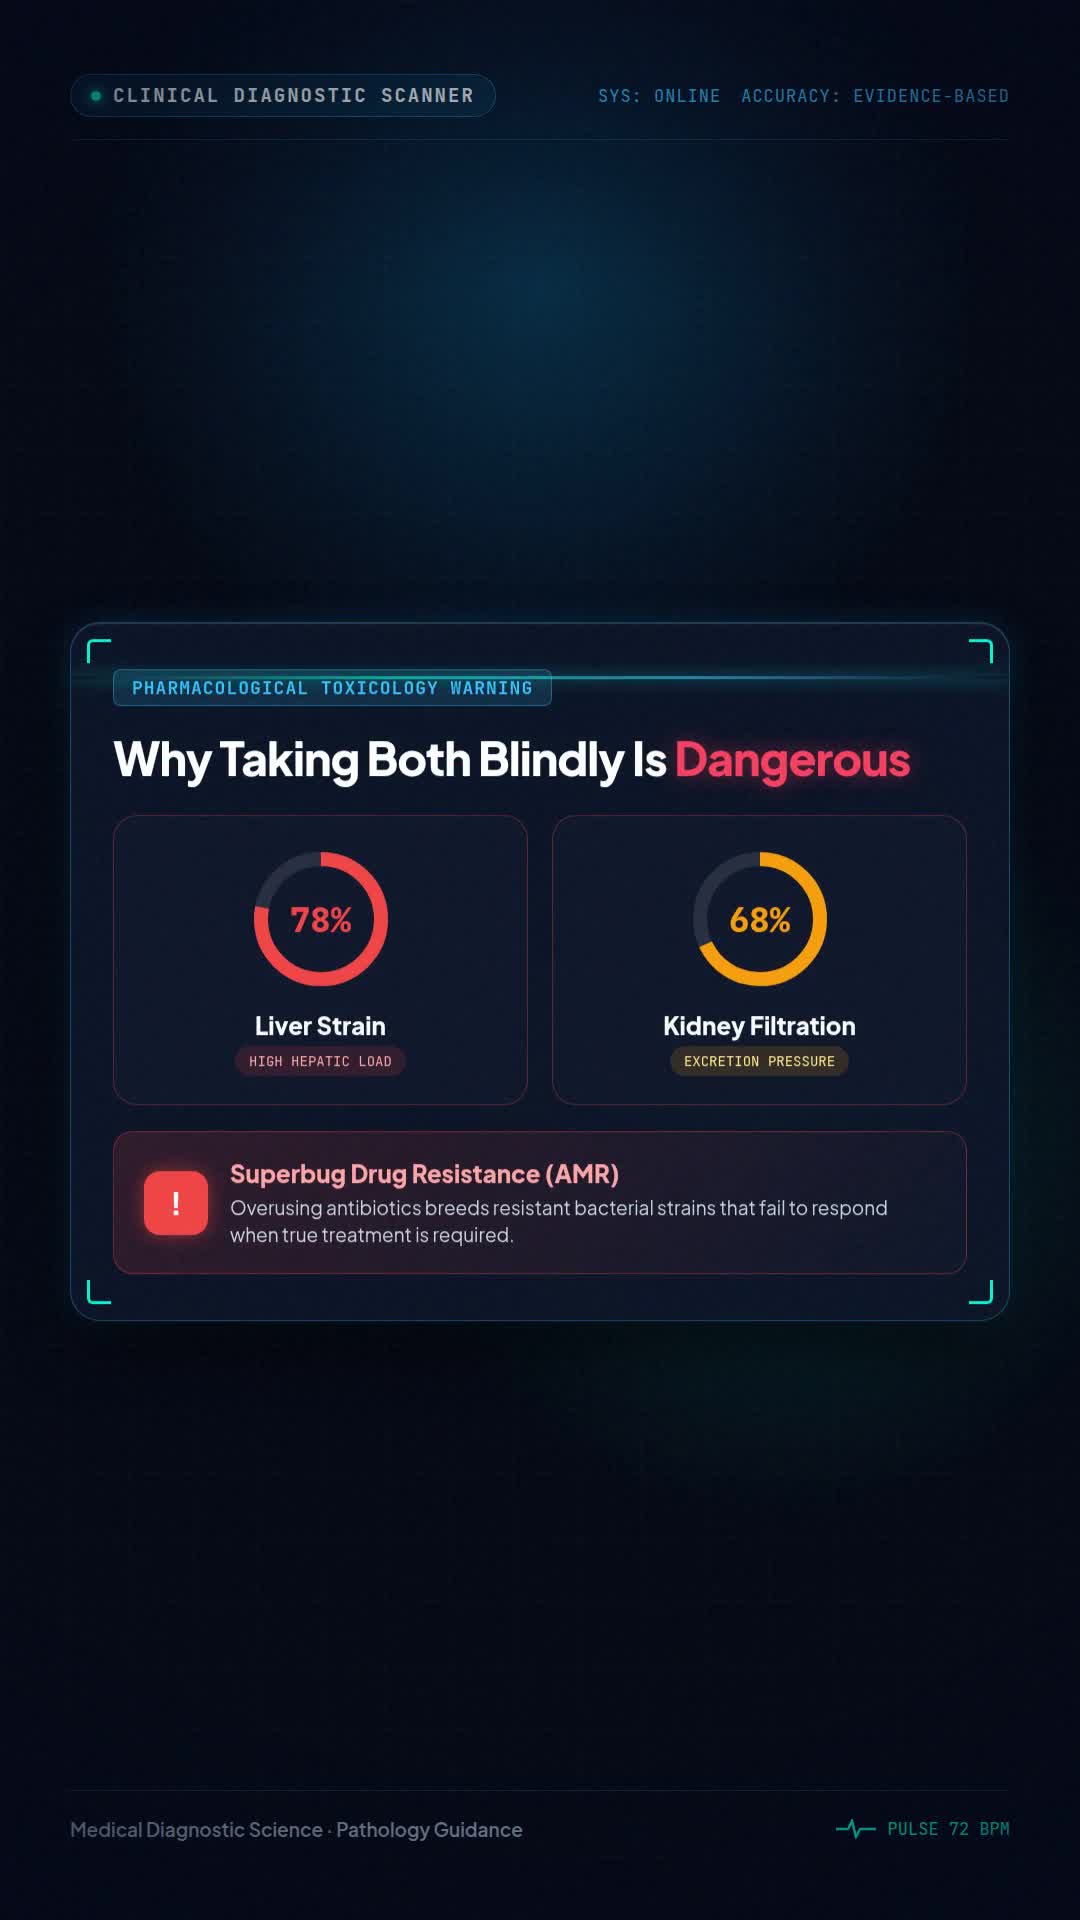 CLINICAL DIAGNOSTIC SCANNER
SYS: ONLINE ACCURACY: EVIDENCE-BASED
PHARMACOLOGICAL TOXICOLOGY WARNING
Why Taking Both Blindly Is Dangerous
78%
Liver Strain
HIGH HEPATIC LOAD
68%
Kidney Filtration
EXCRETION PRESSURE
!
Superbug Drug Resistance (AMR)
Overusing antibiotics breeds resistant bacterial strains that fail to respond
when true treatment is required.
Medical Diagnostic Science · Pathology Guidance
PULSE 72 BPM